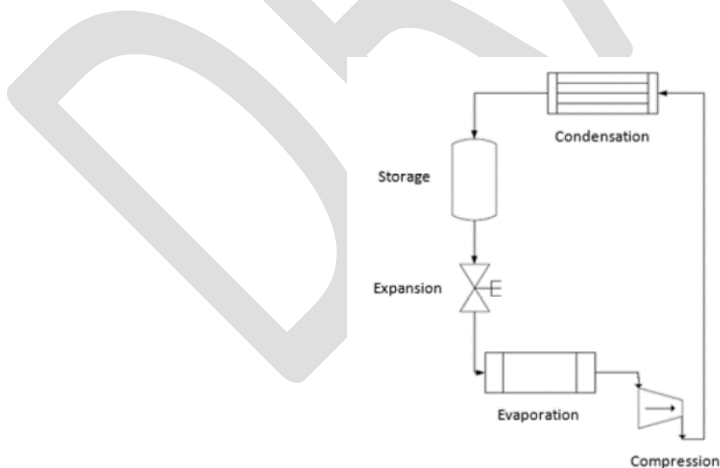 Condensation
Storage
Expansion
Evaporation
Compression